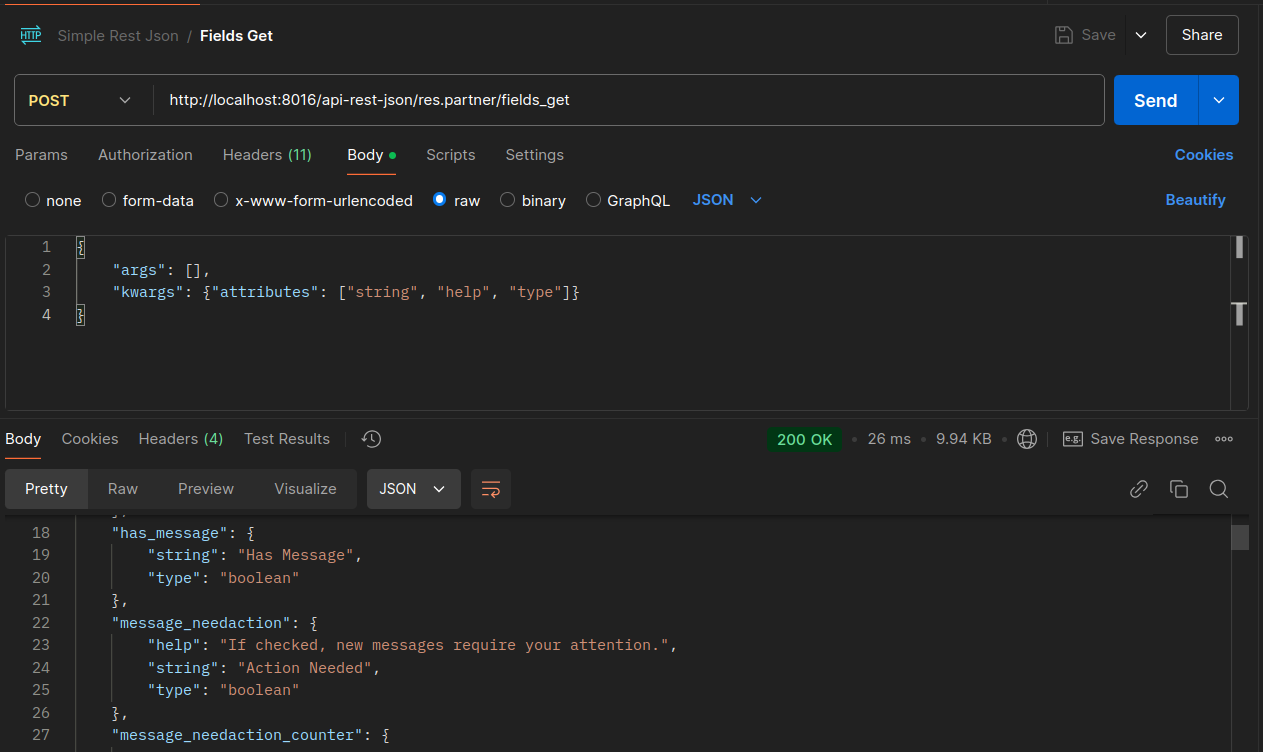 HTTP Simple Rest Json / Fields Get Save Share
POST http://localhost:8016/api-rest-json/res.partner/fields_get Send
Params Authorization Headers (11) Body Scripts Settings Cookies
none form-data x-www-form-urlencoded raw binary GraphQL JSON Beautify
1 {
2 "args": [],
3 "kwargs": {"attributes": ["string", "help", "type"]}
4 }
Body Cookies Headers (4) Test Results 200 OK • 26 ms • 9.94 KB • e.g. Save Response
Pretty Raw Preview Visualize JSON
},
18 "has_message": {
19 "string": "Has Message",
20 "type": "boolean"
21 },
22 "message_needaction": {
23 "help": "If checked, new messages require your attention.",
24 "string": "Action Needed",
25 "type": "boolean"
26 },
27 "message_needaction_counter": {